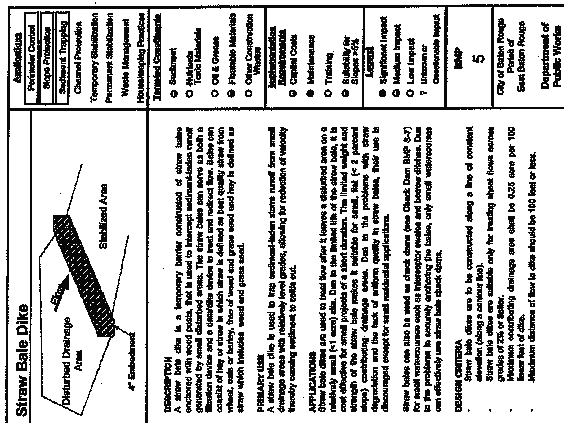 Straw Bale Dike
Disturbed Drainage
Area
Flow
Stabilized Area
4" Embedment
DESCRIPTION
A straw bale dike is a temporary barrier constructed of straw bales
anchored with wood posts, that is used to intercept sediment-laden runoff
generated by small disturbed areas. The straw bales can serve as both a
filtration device and a dam/dike device to treat and redirect flow. Bales can
consist of hay or straw in which straw is defined as best quality straw from
wheat, oats or barley, free of weed and grass seed and hay is defined as
straw which includes weed and grass seed.
PRIMARY USE
A straw bale dike is used to trap sediment-laden storm runoff from small
drainage areas with relatively level grades, allowing for reduction of velocity
thereby causing sediment to settle out.
APPLICATIONS
Straw bale dikes are used to treat flow after it leaves a disturbed area on a
relatively small (<1 acre) site. Due to the limited life of the straw bale, it is
cost effective for small projects of a short duration. The limited weight and
strength of the straw bale makes it suitable for small, flat (< 2 percent
slope) contributing drainage areas. Due to the problems with straw
degradation and the lack of uniform quality in straw bales, their use is
discouraged except for small residential applications.
Straw bales can also be used as check dams (see Check Dam BMP S-7)
for small watercourses such as interceptor swales and borrow ditches. Due
to the problems in securely anchoring the bales, only small watercourses
can effectively use straw bale check dams.
DESIGN CRITERIA
- Straw bale dikes are to be constructed along a line of constant
elevation (along a contour line).
- Straw bale dikes are suitable only for treating sheet flows across
grades of 2% or flatter.
- Maximum contributing drainage area shall be 0.25 acre per 100
linear feet of dike.
- Maximum distance of flow to dike should be 100 feet or less.
Applications
Perimeter Control
Slope Protection
Sediment Trapping
Channel Protection
Temporary Stabilization
Permanent Stabilization
Waste Management
Housekeeping Practices
Targeted Constituents
Sediment
Nutrients
Toxic Materials
Oil & Grease
Floatable Materials
Other Construction
Wastes
Implementation
Requirements
Capital Costs
Maintenance
Training
Suitability for
Slopes >5%
Legend
Significant Impact
Medium Impact
Low Impact
? Unknown or
Questionable Impact
BMP
City of Baton Rouge
Parish of
East Baton Rouge
Department of
Public Works